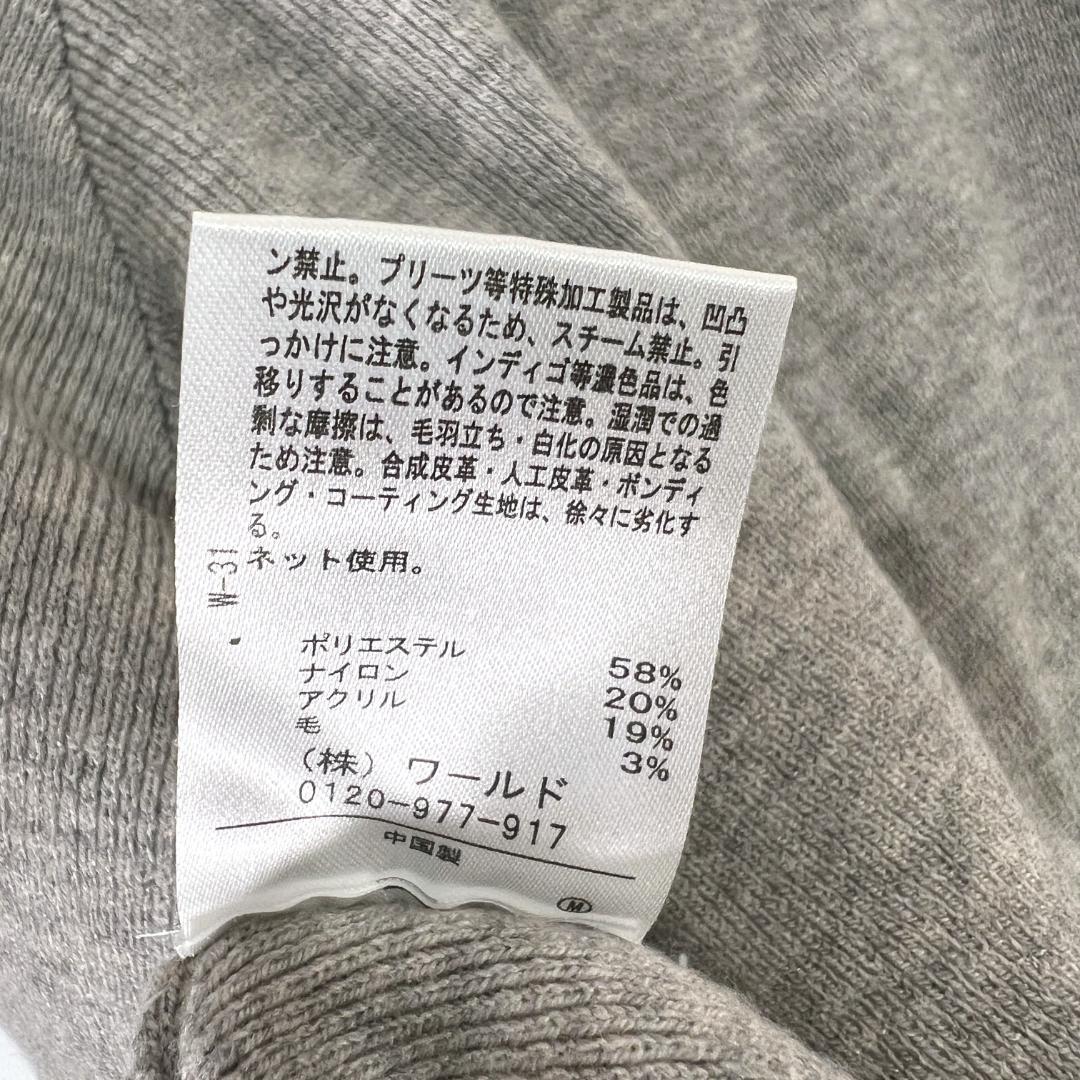 ン禁止。プリーツ等特殊加工製品は、凹凸
や光沢がなくなるため、スチーム禁止。引
っかけに注意。インディゴ等濃色品は、色
移りすることがあるので注意。湿潤での過
剰な摩擦は、毛羽立ち・白化の原因となる
ため注意。合成皮革・人工皮革・ボンディ
ング・コーティング生地は、徐々に劣化す
る。
ネット使用。
W-31
ポリエステル 58%
ナイロン 20%
アクリル 19%
毛 3%
(株) ワールド
0120-977-917
中国製
M